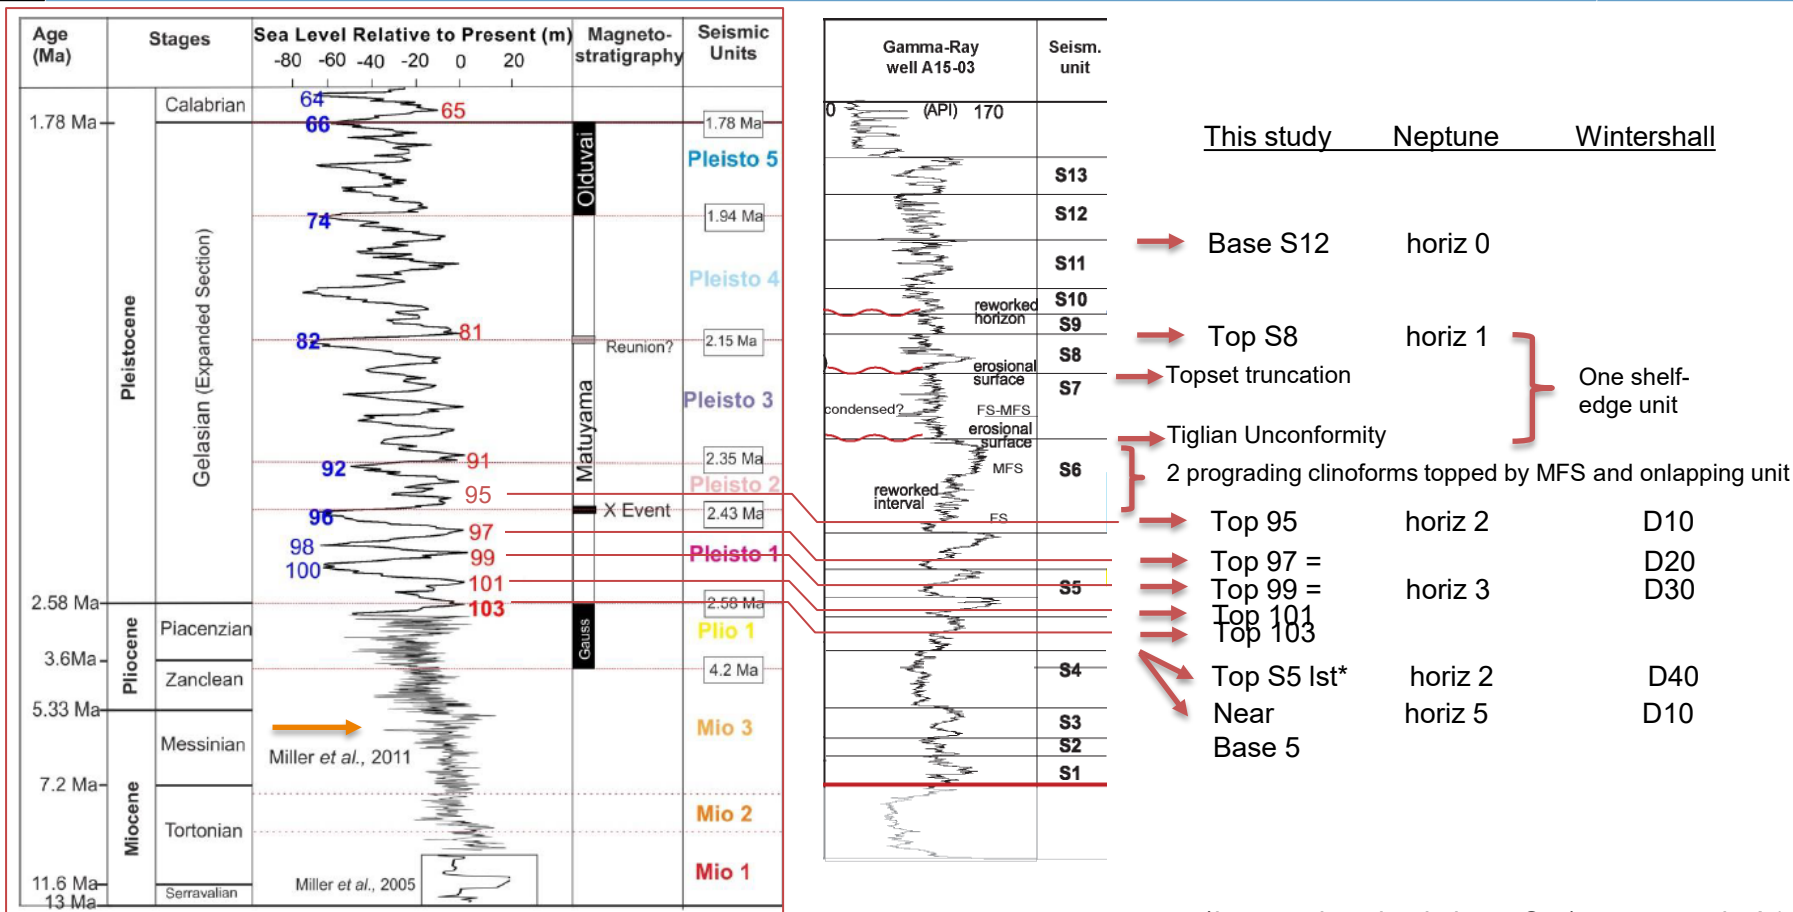 Age
(Ma)
Stages
Sea Level Relative to Present (m)
-80 -60 -40 -20 0 20
Magneto-
stratigraphy
Seismic
Units
Calabrian
64
65
1.78 Ma
66
1.78 Ma
Olduvai
Pleisto 5
74
1.94 Ma
Pleistocene
Gelasian (Expanded Section)
Pleisto 4
81
82
Reunion?
2.15 Ma
Matuyama
Pleisto 3
91
92
2.35 Ma
95
Pleisto 2
96
X Event
2.43 Ma
97
98
99
Pleisto 1
100
101
2.58 Ma
103
2.58 Ma
Pliocene
Piacenzian
Gauss
Plio 1
3.6Ma
4.2 Ma
Zanclean
5.33 Ma
Miocene
Messinian
Mio 3
Miller et al., 2011
7.2 Ma
Mio 2
Tortonian
Mio 1
11.6 Ma
Miller et al., 2005
Serravalian
13 Ma
Gamma-Ray
well A15-03
Seism.
unit
0 (API) 170
S13
S12
S11
S10
reworked
horizon
S9
S8
erosional
surface
S7
condensed?
FS-MFS
erosional
surface
MFS
S6
reworked
interval
FS
S5
S4
S3
S2
S1
This study Neptune Wintershall
Base S12 horiz 0
Top S8 horiz 1
Topset truncation
One shelf-
edge unit
Tiglian Unconformity
2 prograding clinoforms topped by MFS and onlapping unit
Top 95 horiz 2 D10
Top 97 = D20
Top 99 = horiz 3 D30
Top 101
Top 103
Top S5 lst* horiz 2 D40
Near horiz 5 D10
Base 5